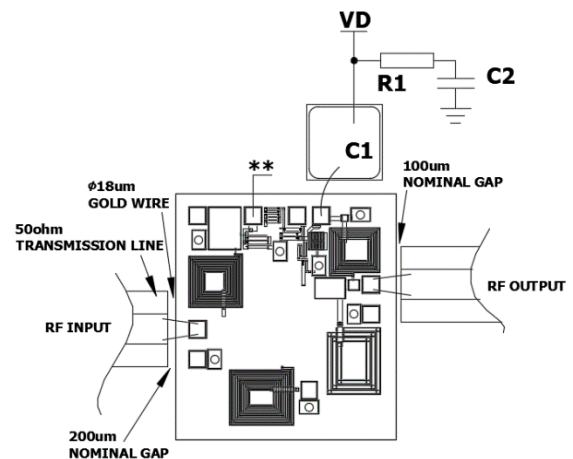 VD
R1
C2
C1
**
100um
NOMINAL GAP
ϕ18um
GOLD WIRE
50ohm
TRANSMISSION LINE
RF INPUT
RF OUTPUT
200um
NOMINAL GAP